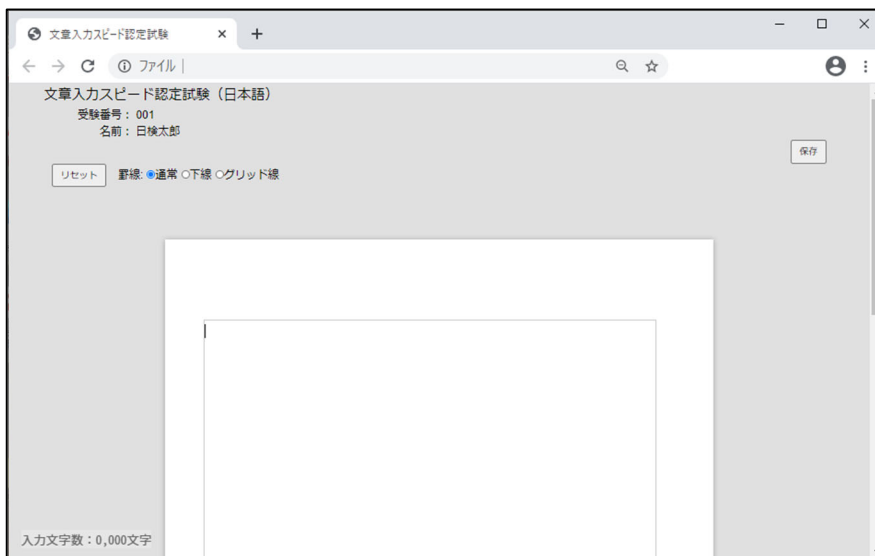 文章入力スピード認定試験
ファイル
文章入力スピード認定試験（日本語）
受験番号： 001
名前： 日検太郎
保存
リセット 罫線: 通常 下線 グリッド線
入力文字数：0,000文字